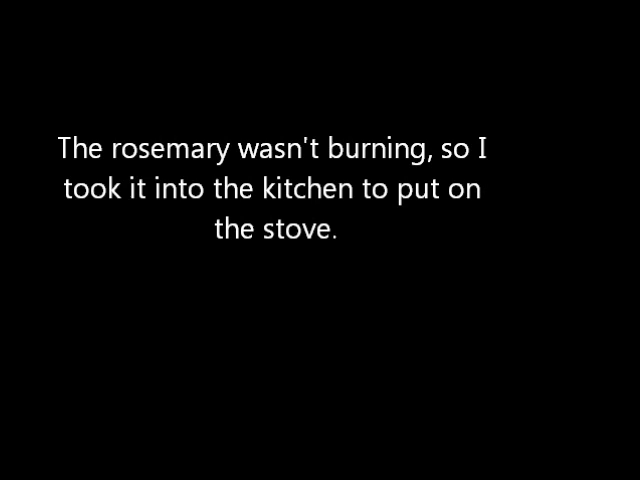 The rosemary wasn't burning, so I
took it into the kitchen to put on
the stove.